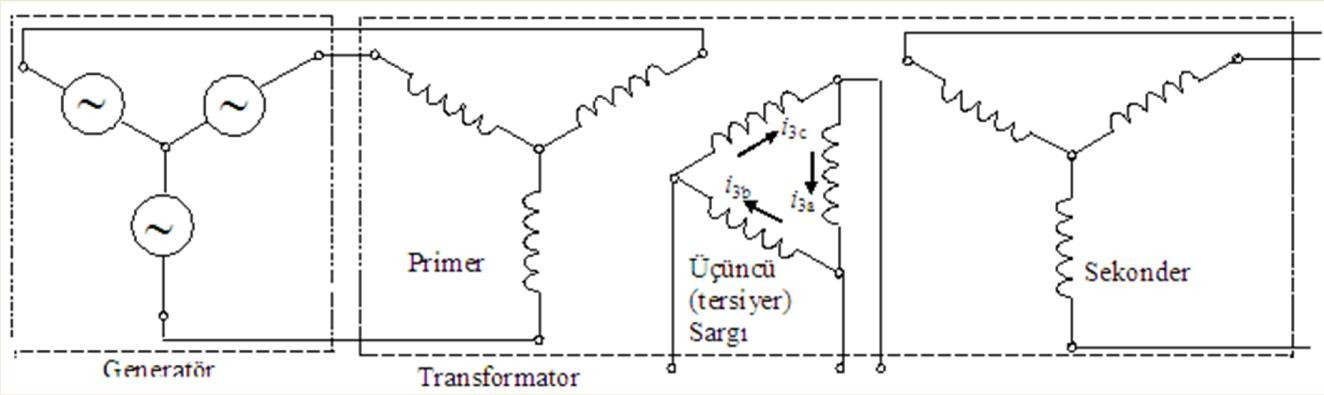 ~
~
~
i3c
i3b
i3a
Primer
Üçüncü
(tersiyer)
Sargı
Sekonder
Generatör
Transformator